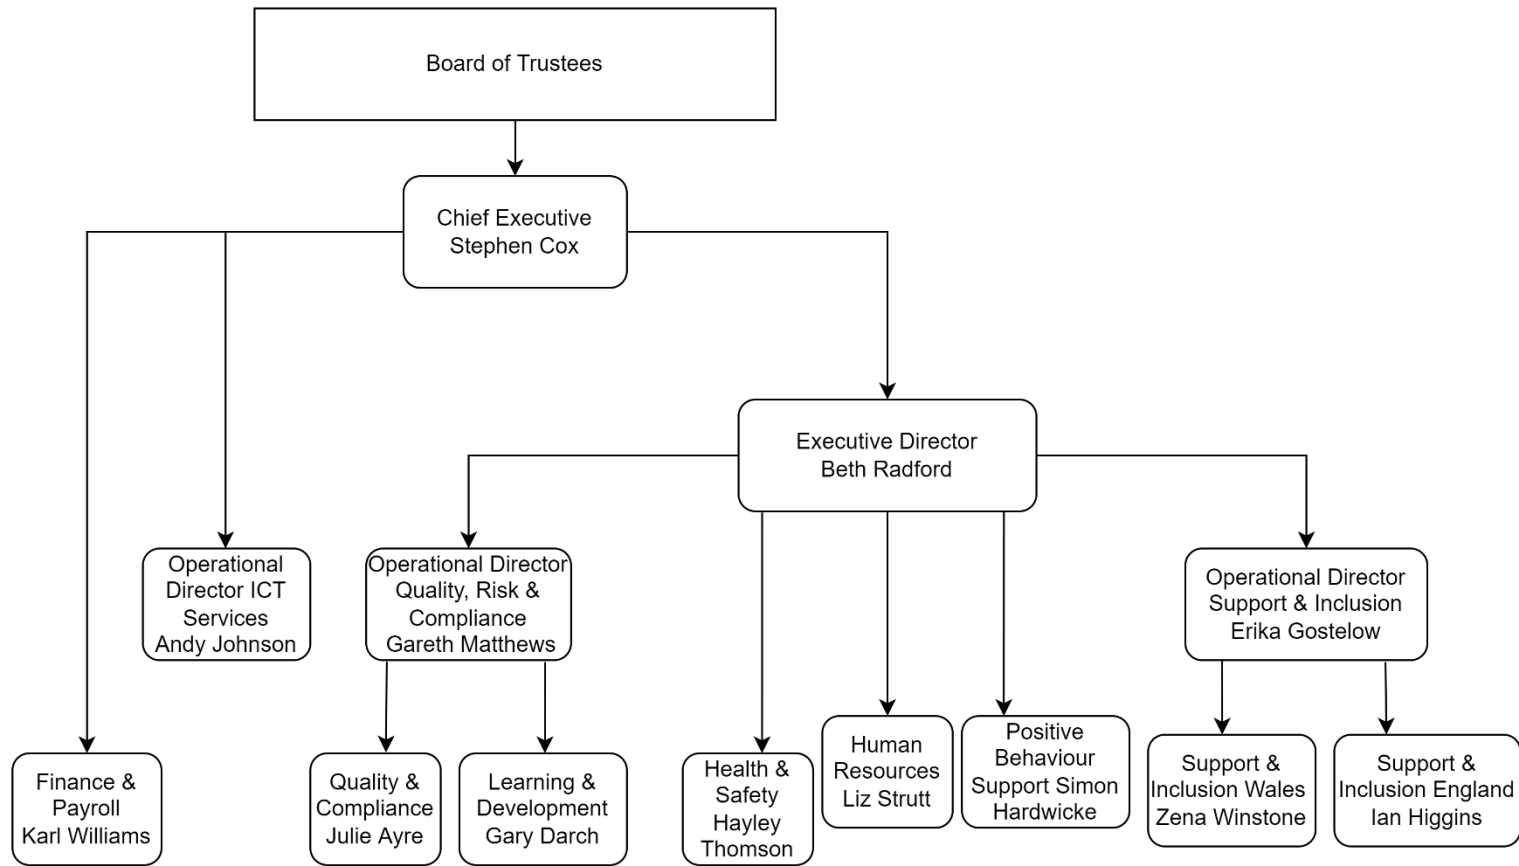 Board of Trustees
Chief Executive
Stephen Cox
Executive Director
Beth Radford
Operational
Director ICT
Services
Andy Johnson
Operational Director
Quality, Risk &
Compliance
Gareth Matthews
Operational Director
Support & Inclusion
Erika Gostelow
Finance &
Payroll
Karl Williams
Quality &
Compliance
Julie Ayre
Learning &
Development
Gary Darch
Health &
Safety
Hayley
Thomson
Human
Resources
Liz Strutt
Positive
Behaviour
Support Simon
Hardwicke
Support &
Inclusion Wales
Zena Winstone
Support &
Inclusion England
Ian Higgins